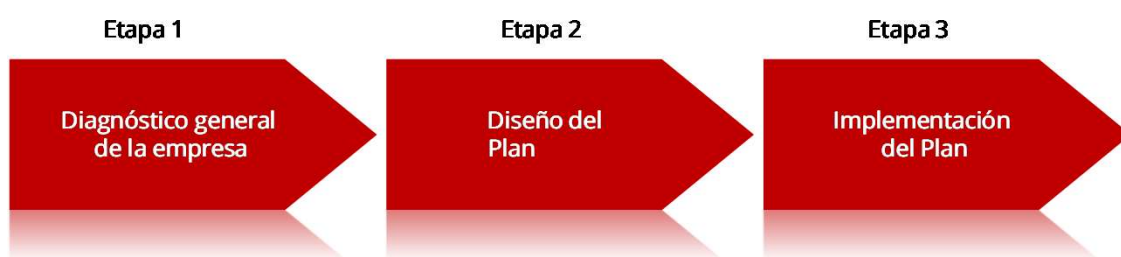 Etapa 1
Etapa 2
Etapa 3
Diagnóstico general
de la empresa
Diseño del
Plan
Implementación
del Plan